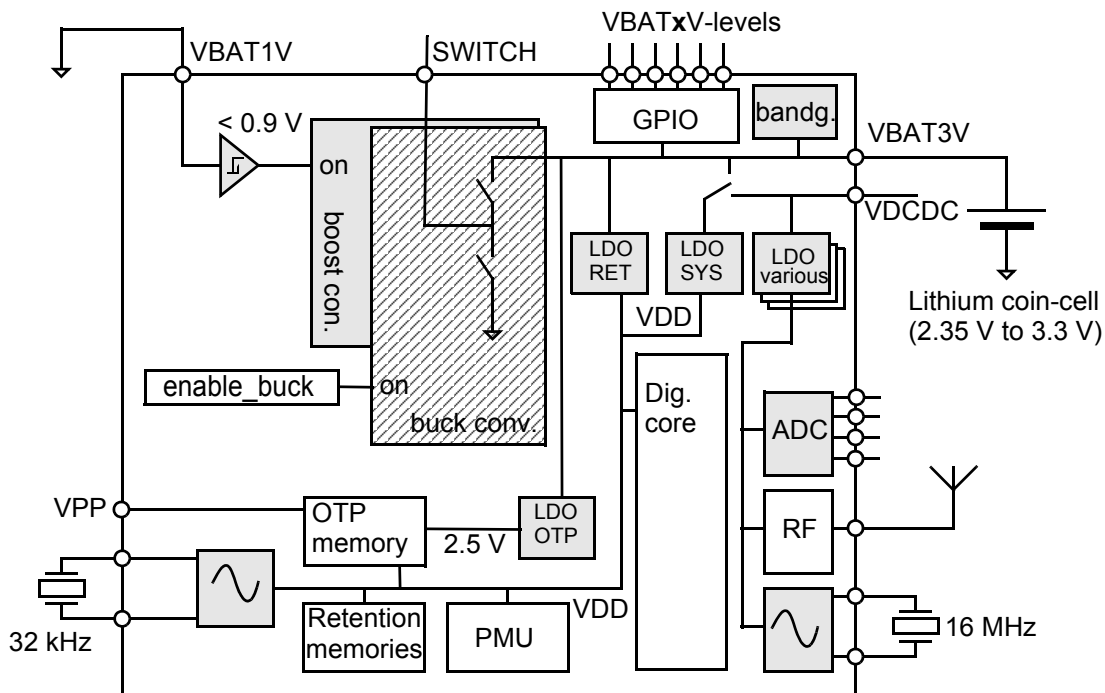 VBATxV-levels
VBAT1V
SWITCH
< 0.9 V
GPIO
bandg.
VBAT3V
on
boost con.
VDCDC
LDO
RET
LDO
SYS
LDO
various
VDD
Lithium coin-cell
(2.35 V to 3.3 V)
enable_buck
on
buck conv.
Dig.
core
ADC
VPP
OTP
memory
2.5 V
LDO
OTP
RF
VDD
32 kHz
Retention
memories
PMU
16 MHz